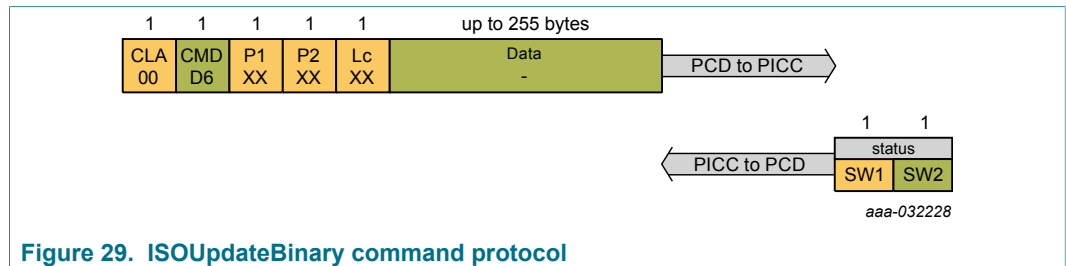 1 1 1 1 1 up to 255 bytes
CLA CMD P1 P2 Lc Data
00 D6 XX XX XX -
PCD to PICC
1 1
status
PICC to PCD
SW1 SW2
aaa-032228
Figure 29. ISOUpdateBinary command protocol